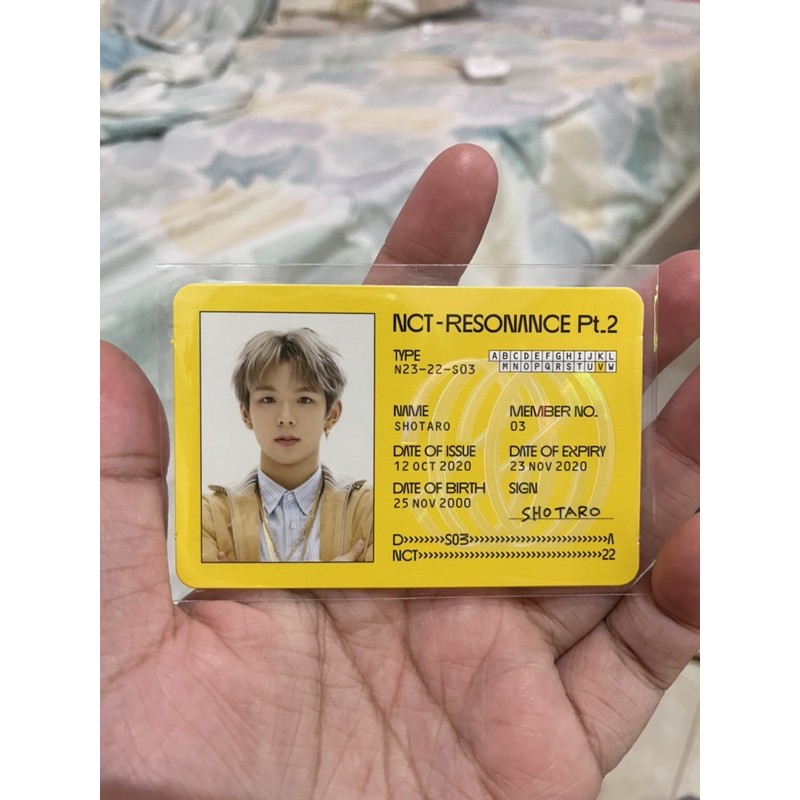 NCT-RESONANCE Pt.2
TYPE
N23-22-S03
ABCDEFGHIJKL
MNOPQRSTUVW
NAME
SHOTARO
MEMBER NO.
03
DATE OF ISSUE
12 OCT 2020
DATE OF EXPIRY
23 NOV 2020
DATE OF BIRTH
25 NOV 2000
SIGN
SHOTARO
D>>>>>>>>S03>>>>>>>>>>>>>>>>>>>>>>>>>>>Λ
NCT>>>>>>>>>>>>>>>>>>>>>>>>>>>>>>>>>>>22